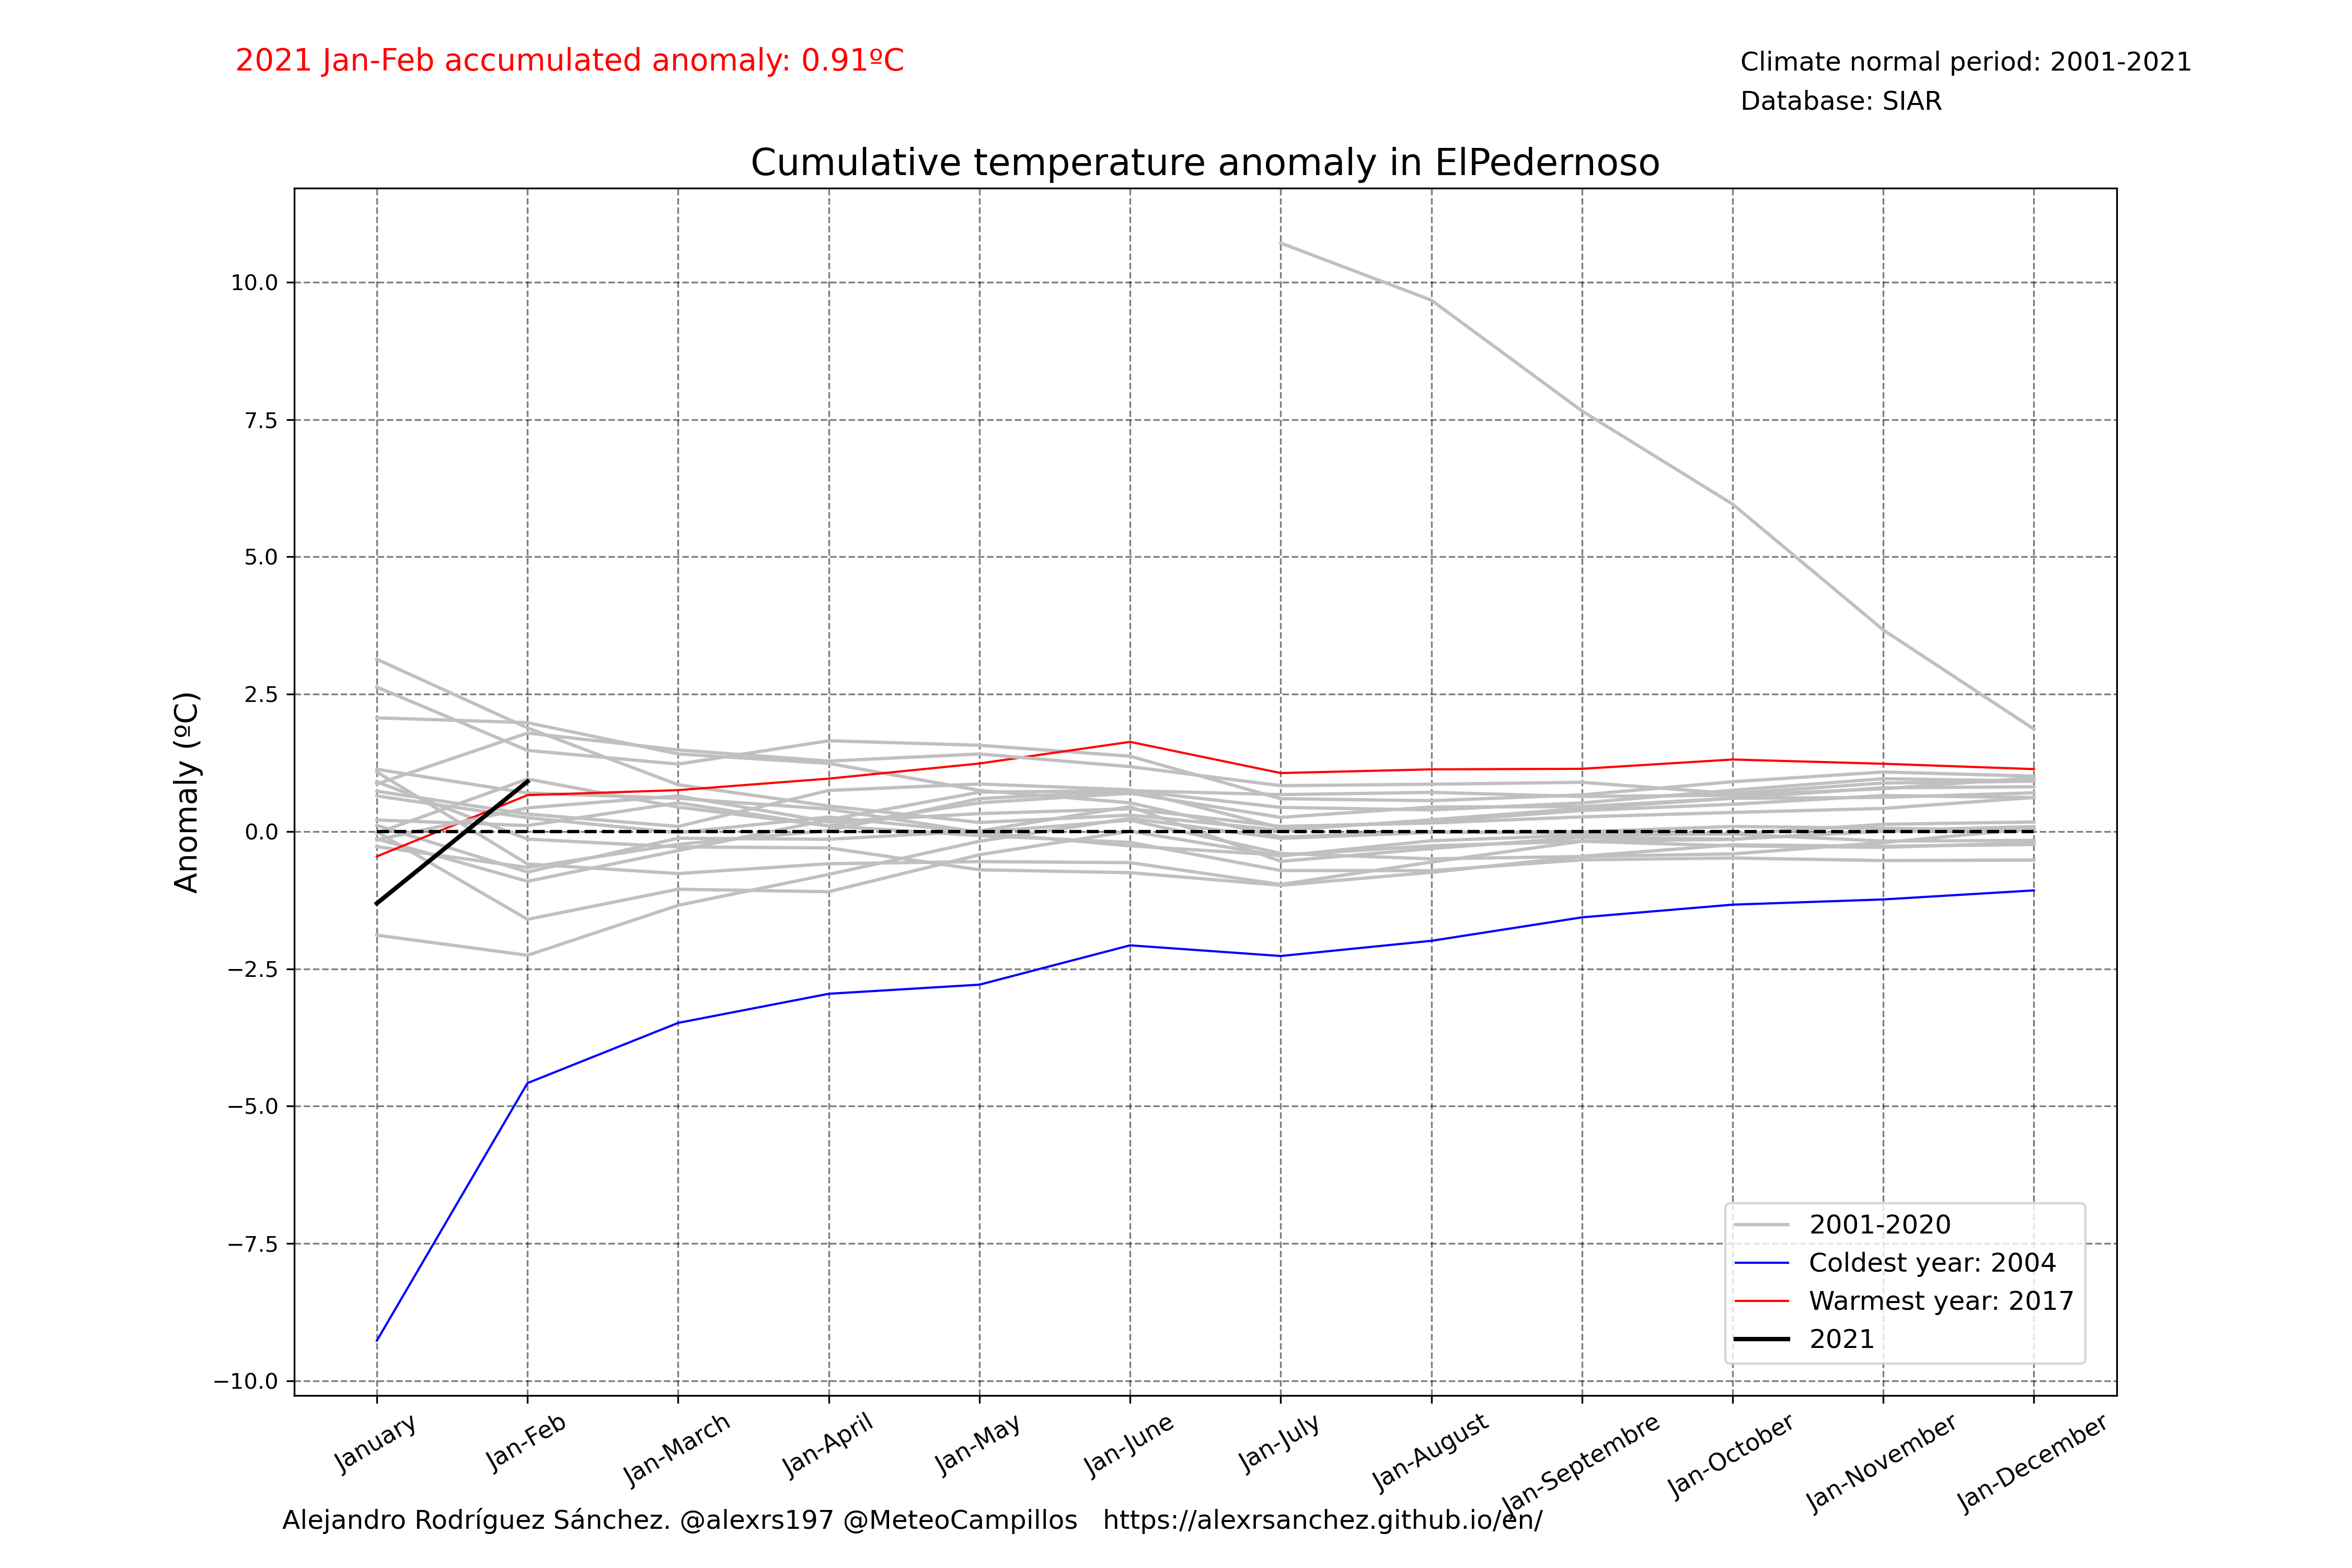 2021 Jan-Feb accumulated anomaly: 0.91ºC
Climate normal period: 2001-2021
Database: SIAR
Cumulative temperature anomaly in ElPedernoso
Anomaly (ºC)
10.0
7.5
5.0
2.5
0.0
−2.5
−5.0
−7.5
−10.0
2001-2020
Coldest year: 2004
Warmest year: 2017
2021
January
Jan-Feb
Jan-March
Jan-April
Jan-May
Jan-June
Jan-July
Jan-August
Jan-Septembre
Jan-October
Jan-November
Jan-December
Alejandro Rodríguez Sánchez. @alexrs197 @MeteoCampillos https://alexrsanchez.github.io/en/